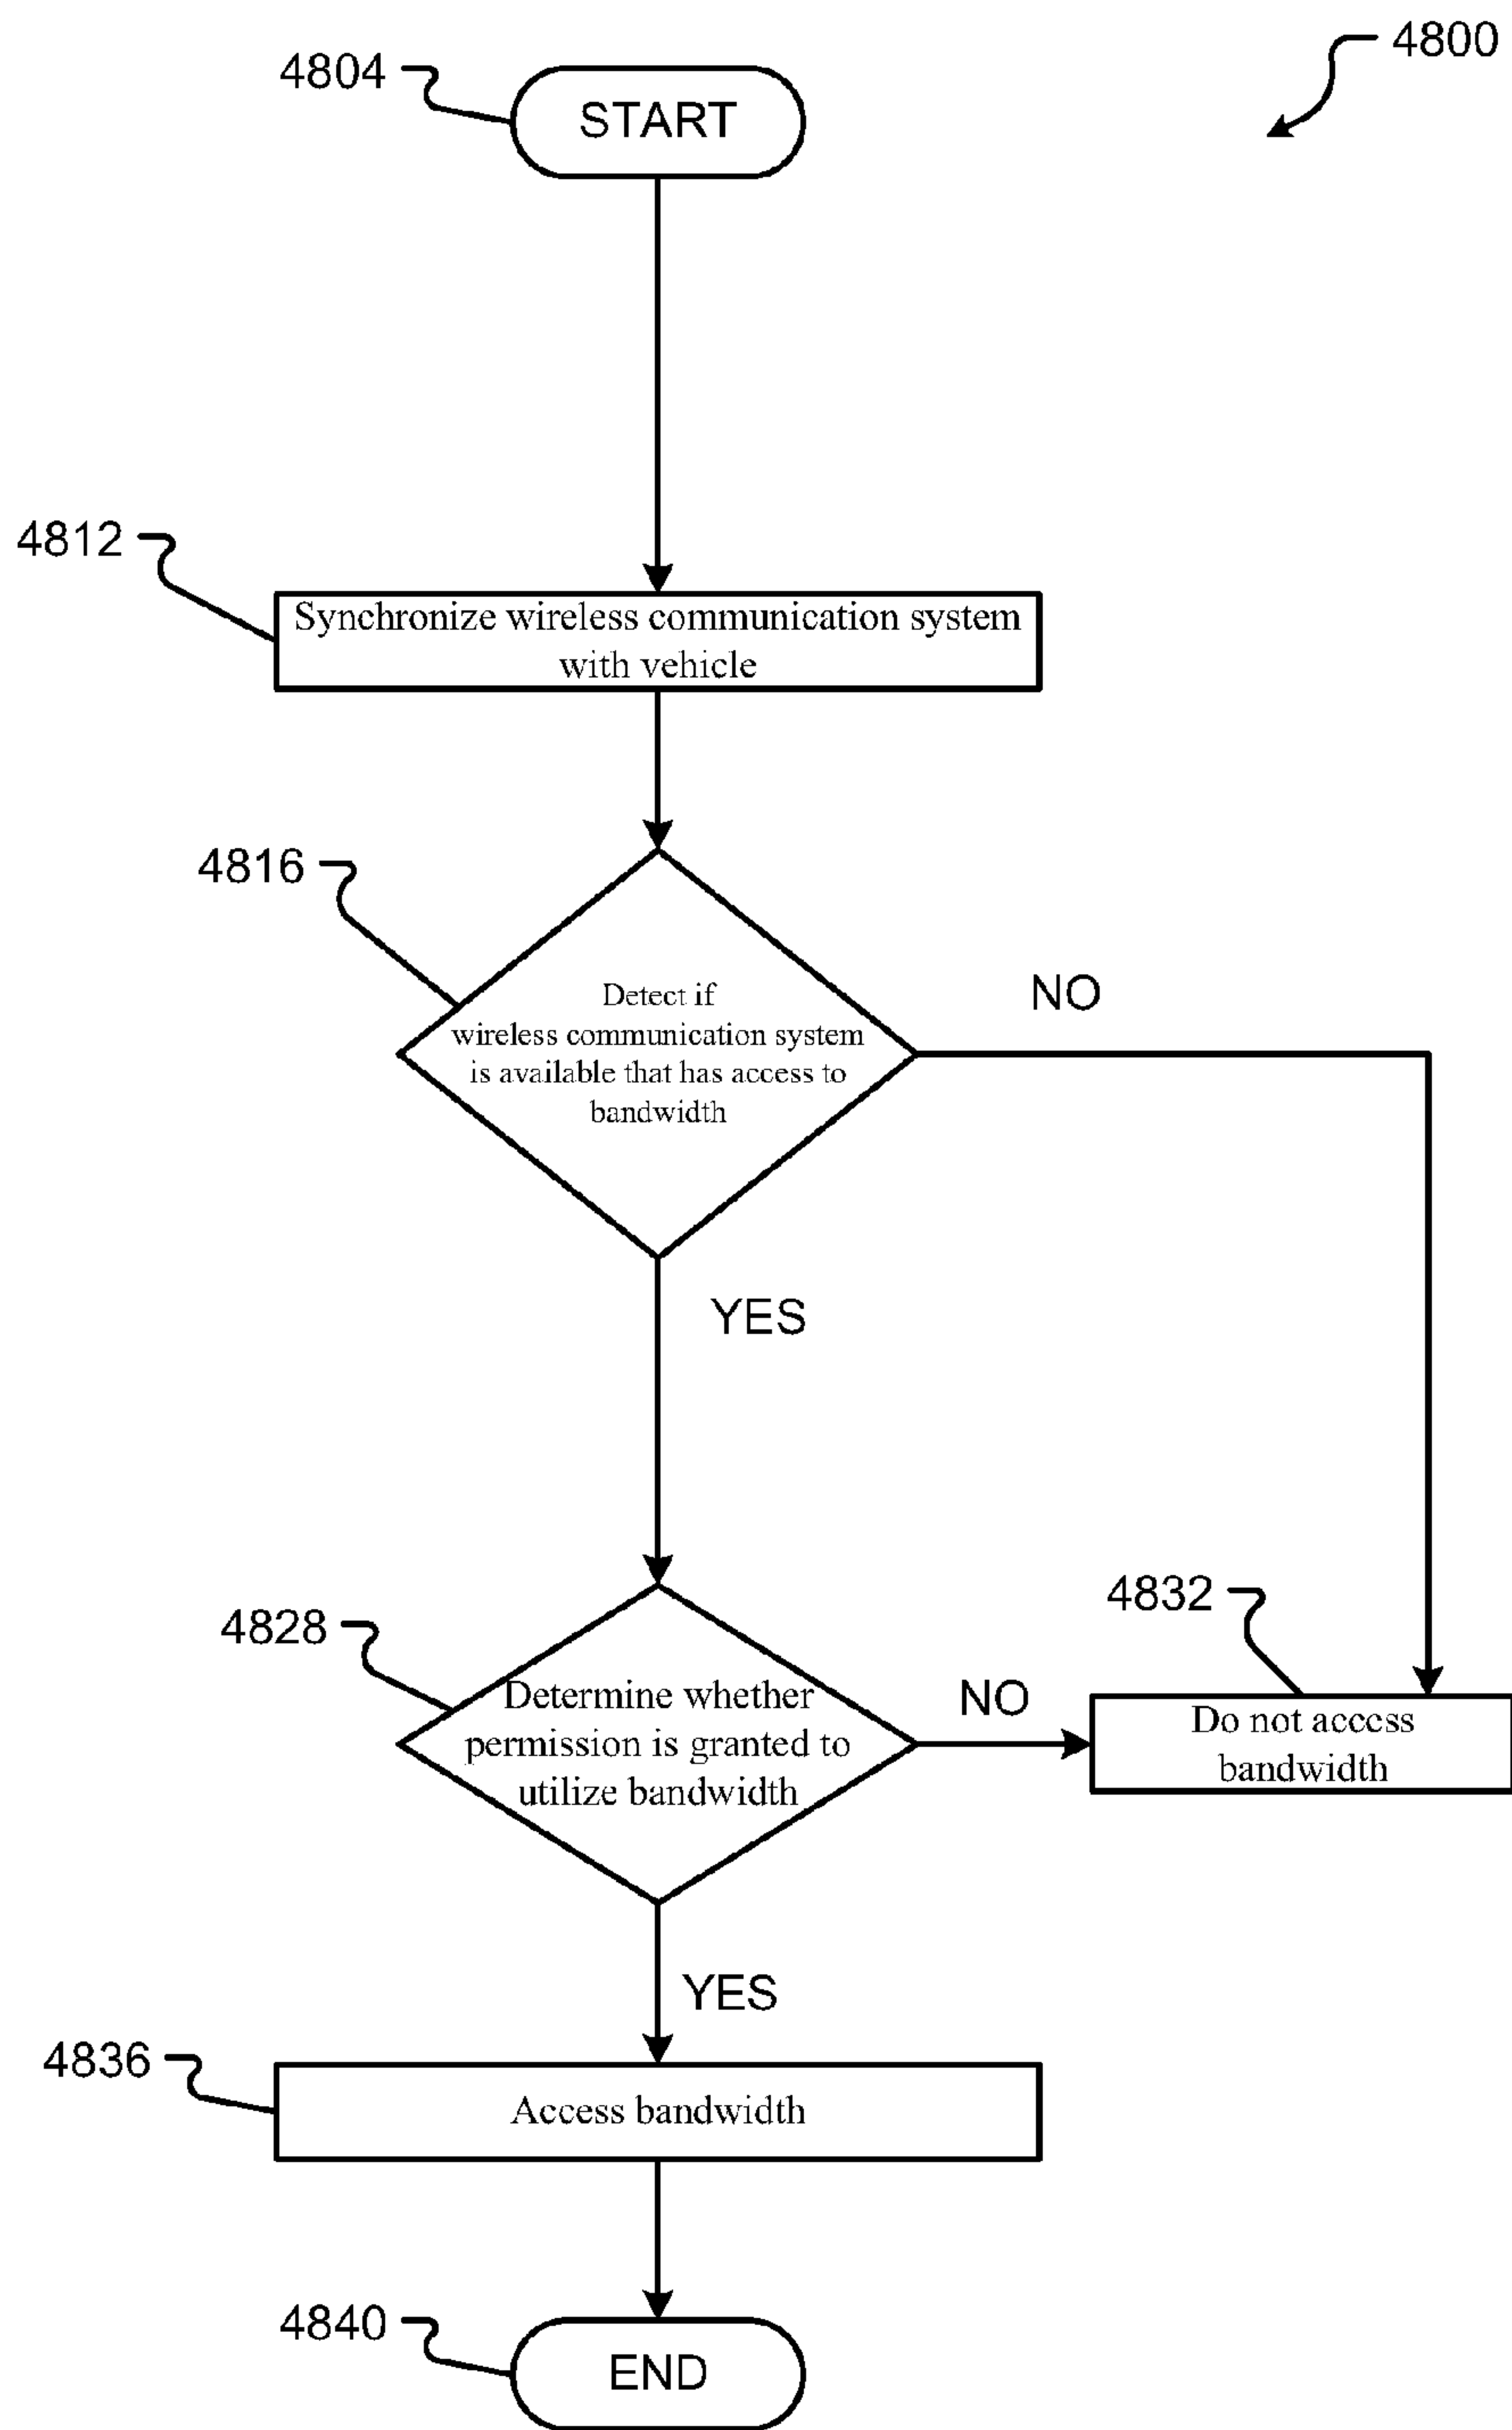 4800
4804
START
4812
Synchronize wireless communication system
with vehicle
4816
Detect if
wireless communication system
is available that has access to
bandwidth
NO
YES
4828
Determine whether
permission is granted to
utilize bandwidth
NO
4832
Do not access
bandwidth
YES
4836
Access bandwidth
4840
END